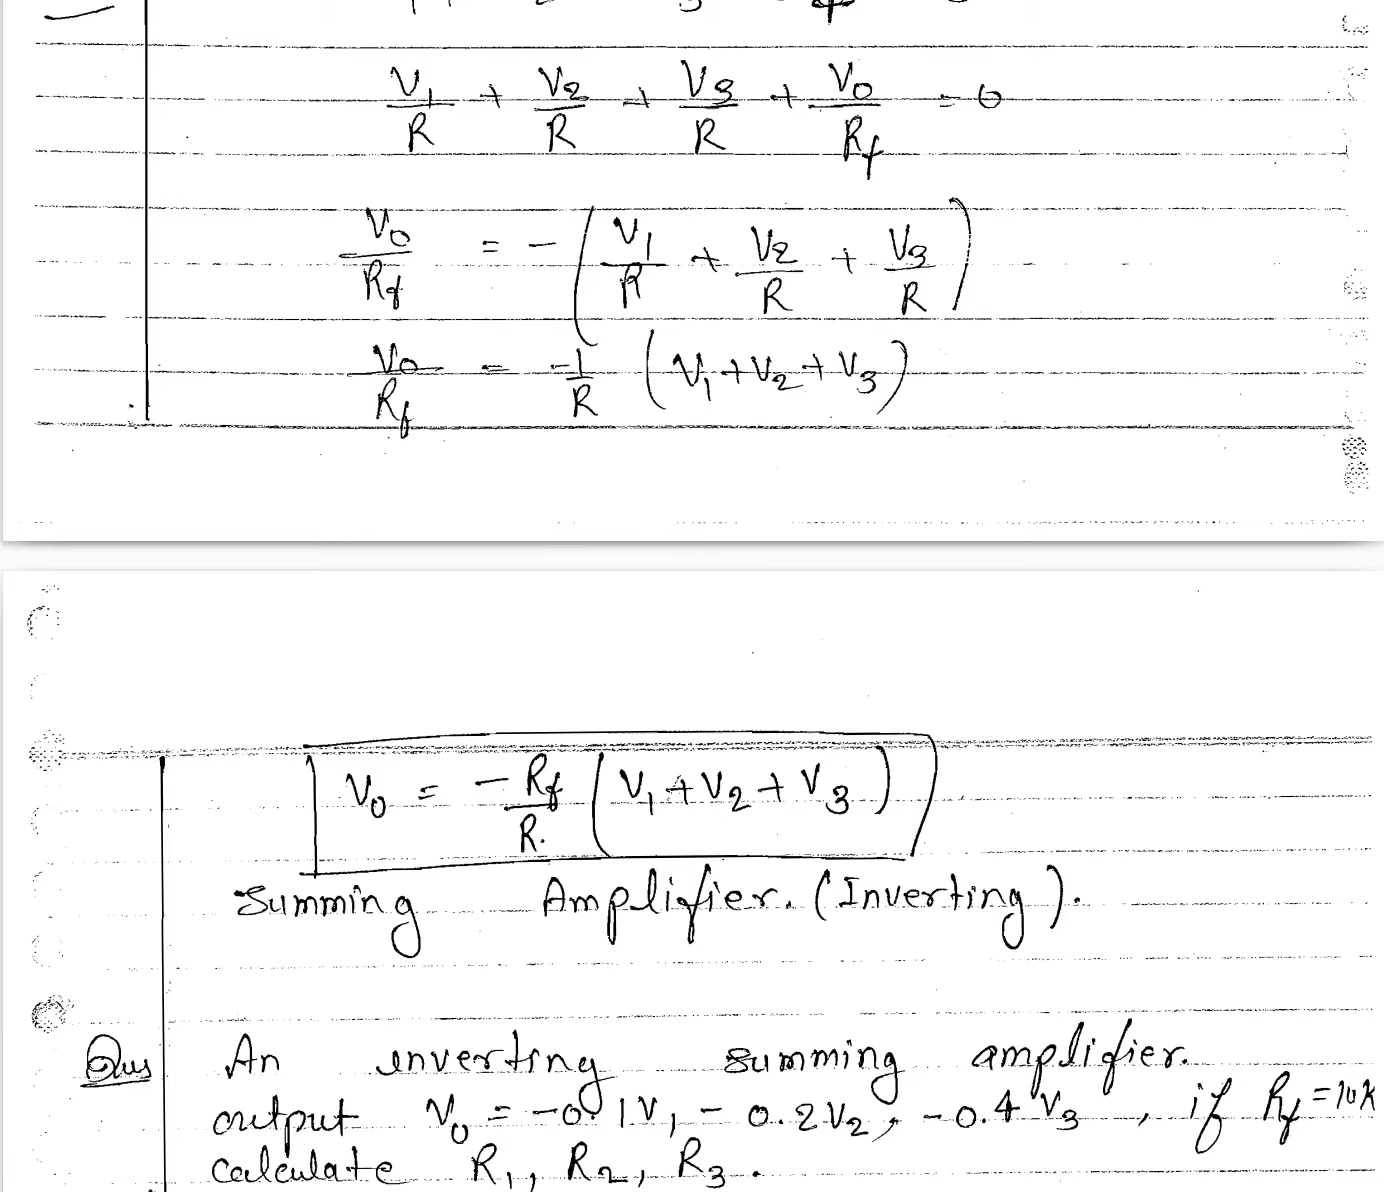 V1/R + V2/R + V3/R + Vo/Rf = 0
Vo/Rf = - (V1/R + V2/R + V3/R)
Vo/Rf = -1/R (V1 + V2 + V3)
Vo = -Rf/R. (V1 + V2 + V3)
Summing Amplifier. (Inverting).
Ques An inverting summing amplifier.
output Vo = -0.1V1 - 0.2V2, -0.4V3, if Rf = 10k
calculate R1, R2, R3.